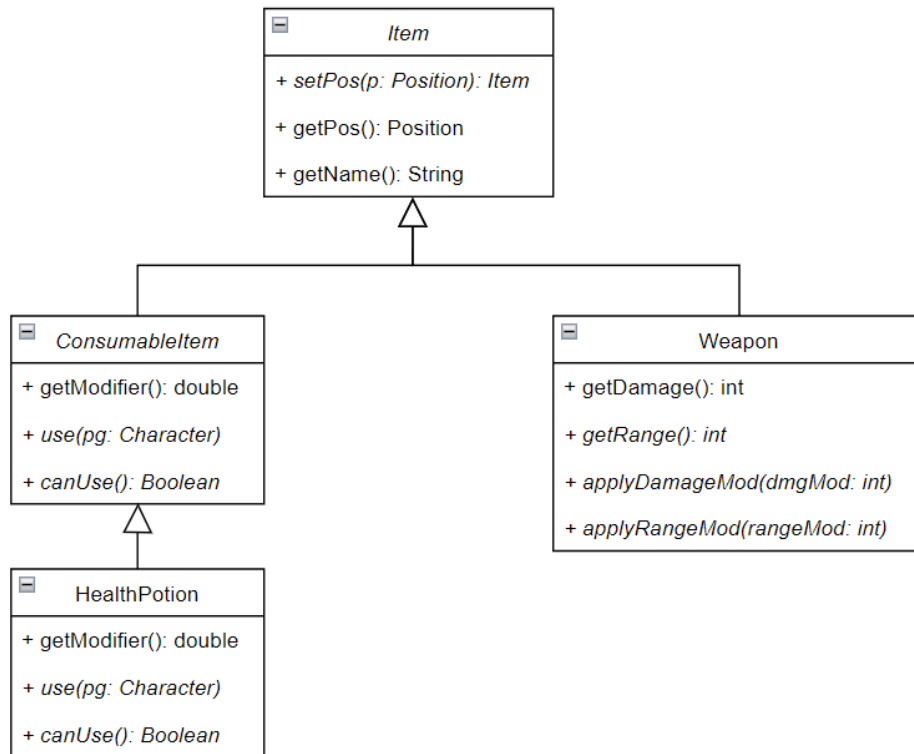 Item
+ setPos(p: Position): Item
+ getPos(): Position
+ getName(): String
ConsumableItem
+ getModifier(): double
+ use(pg: Character)
+ canUse(): Boolean
Weapon
+ getDamage(): int
+ getRange(): int
+ applyDamageMod(dmgMod: int)
+ applyRangeMod(rangeMod: int)
HealthPotion
+ getModifier(): double
+ use(pg: Character)
+ canUse(): Boolean